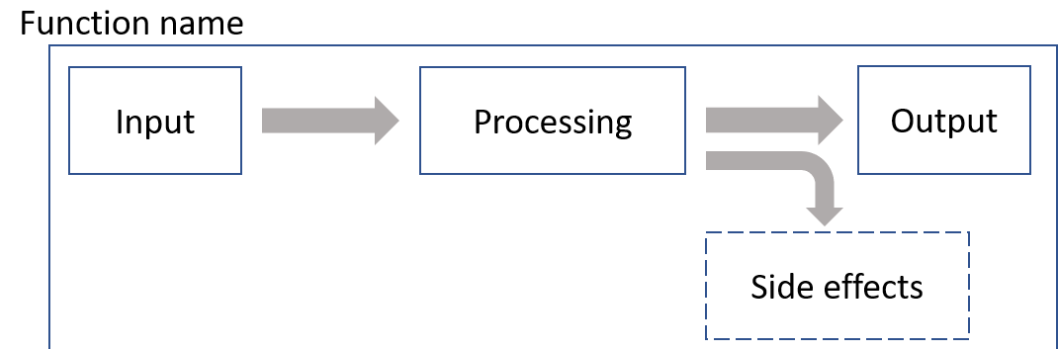 Function name
Input
Processing
Output
Side effects